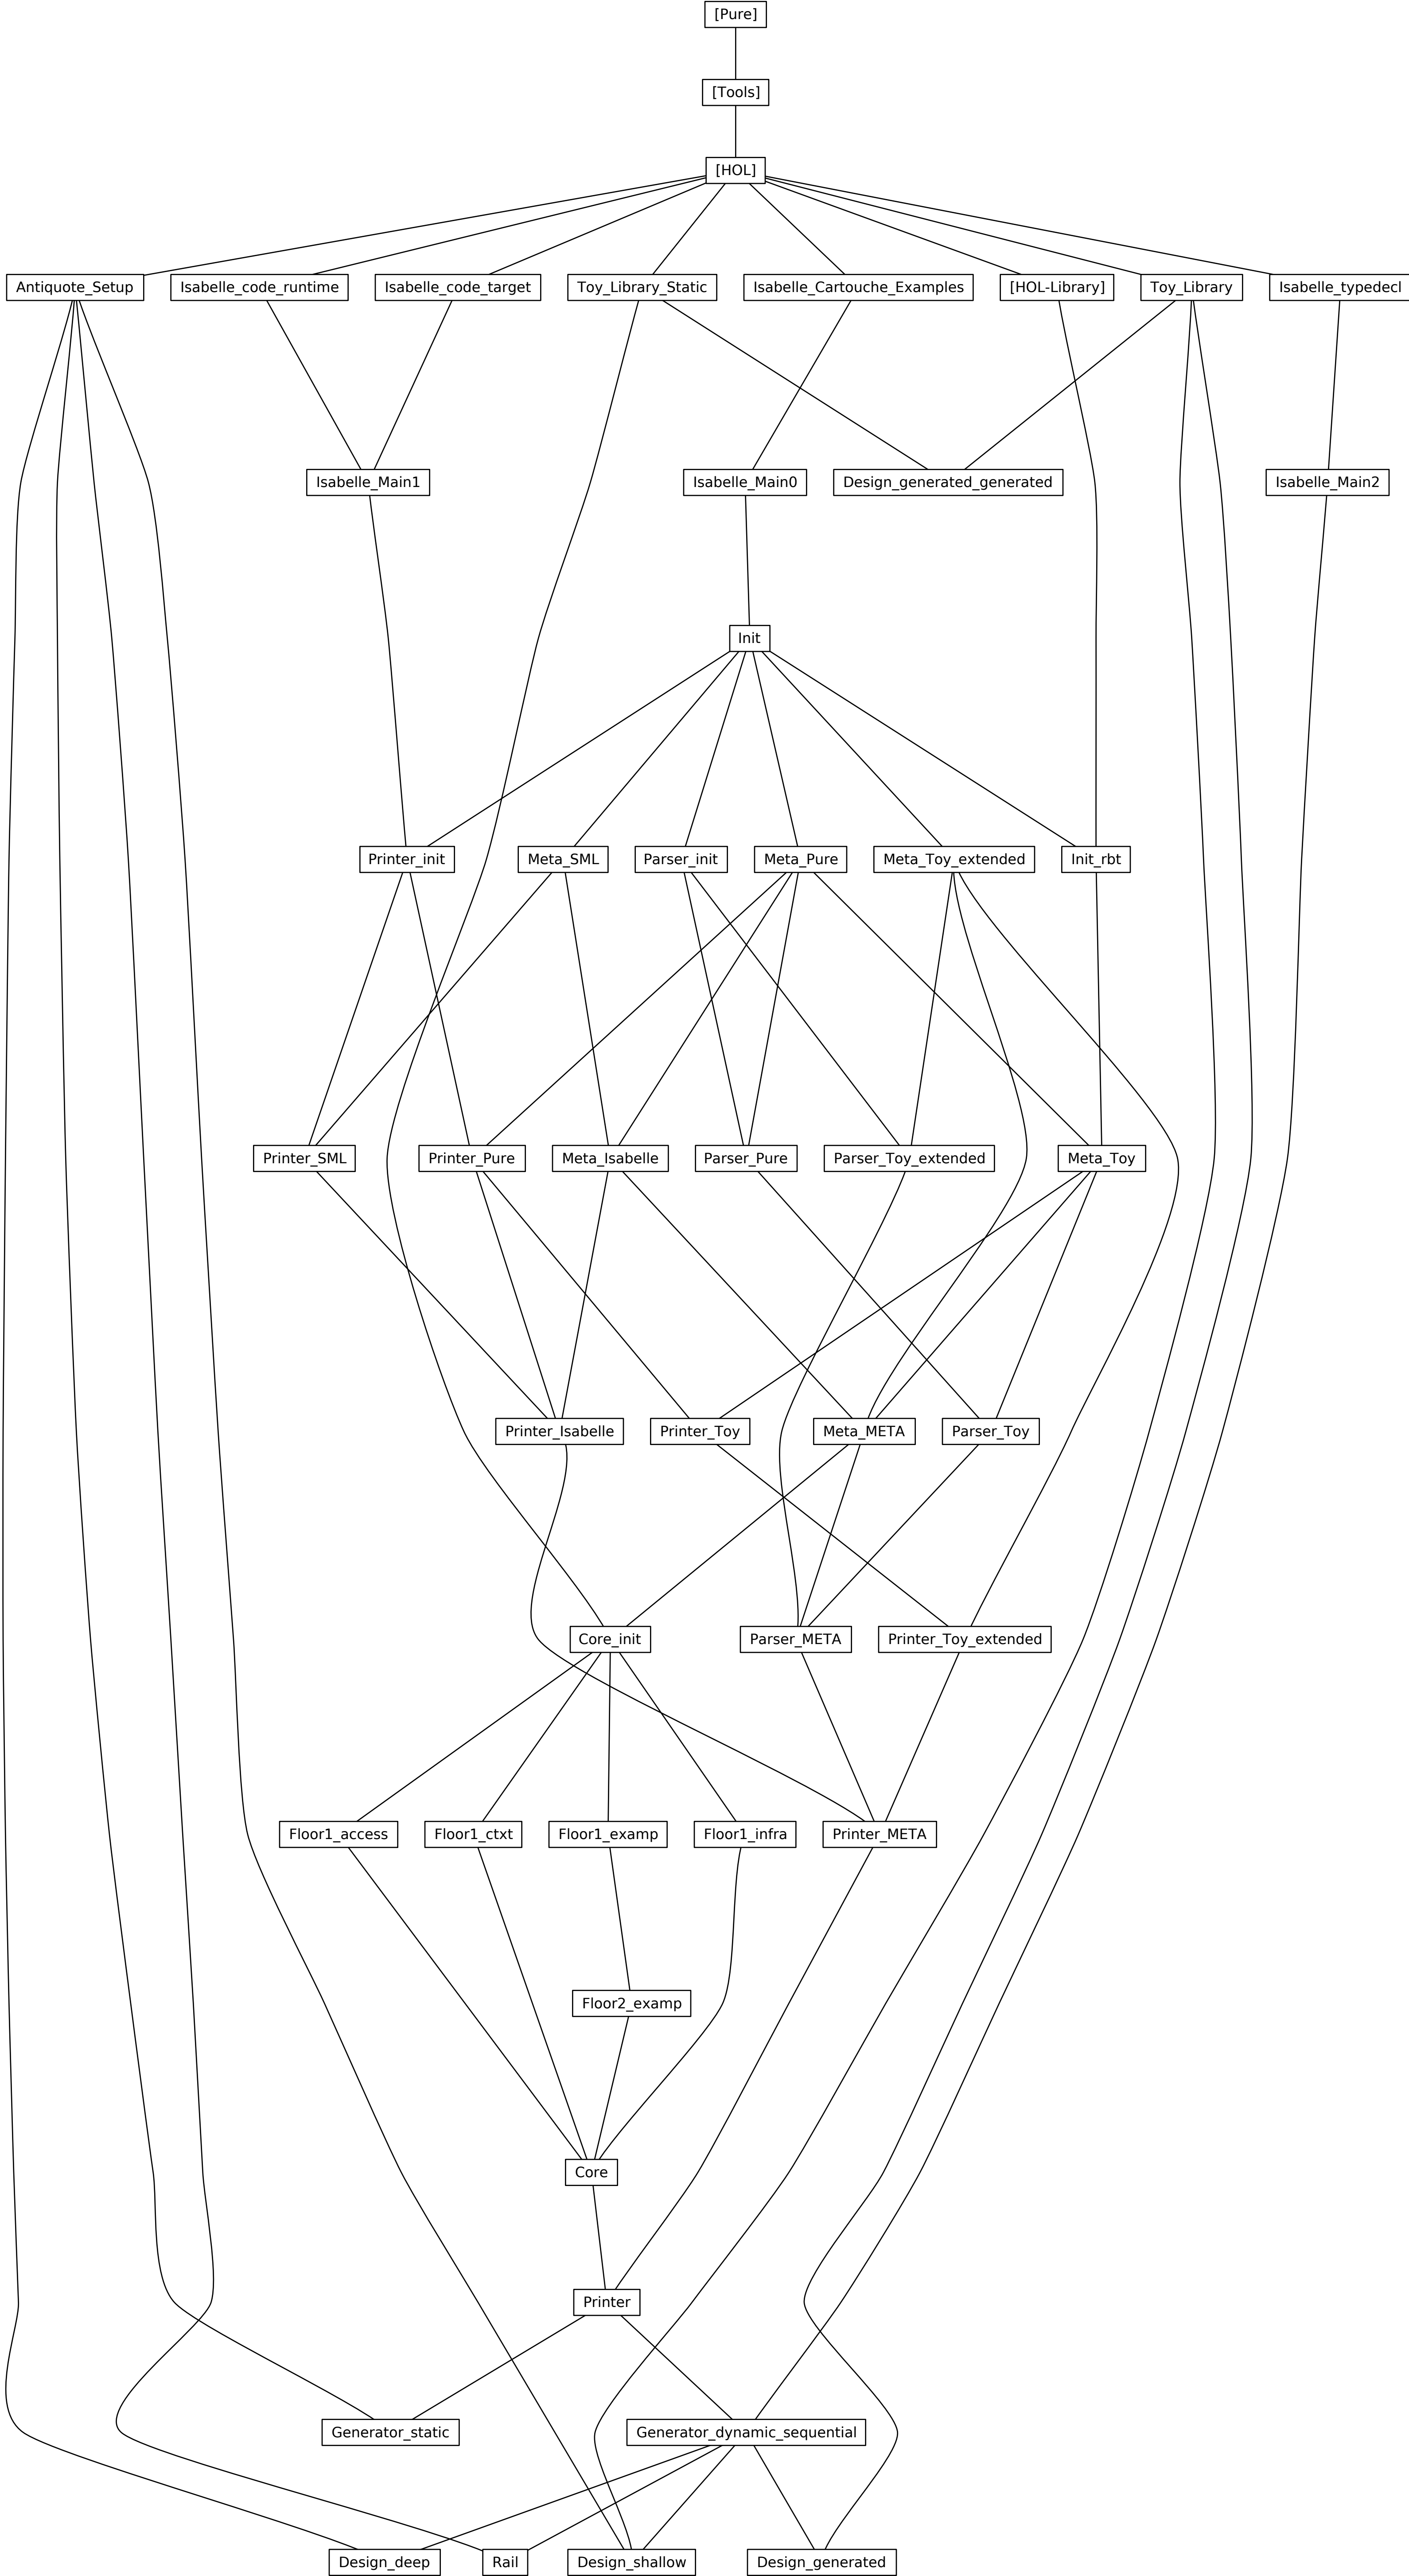 [Pure]
[Tools]
[HOL]
Antiquote_Setup
Isabelle_code_runtime
Isabelle_code_target
Toy_Library_Static
Isabelle_Cartouche_Examples
[HOL-Library]
Toy_Library
Isabelle_typedecl
Isabelle_Main1
Isabelle_Main0
Design_generated_generated
Isabelle_Main2
Init
Printer_init
Meta_SML
Parser_init
Meta_Pure
Meta_Toy_extended
Init_rbt
Printer_SML
Printer_Pure
Meta_Isabelle
Parser_Pure
Parser_Toy_extended
Meta_Toy
Printer_Isabelle
Printer_Toy
Meta_META
Parser_Toy
Core_init
Parser_META
Printer_Toy_extended
Floor1_access
Floor1_ctxt
Floor1_examp
Floor1_infra
Printer_META
Floor2_examp
Core
Printer
Generator_static
Generator_dynamic_sequential
Design_deep
Rail
Design_shallow
Design_generated